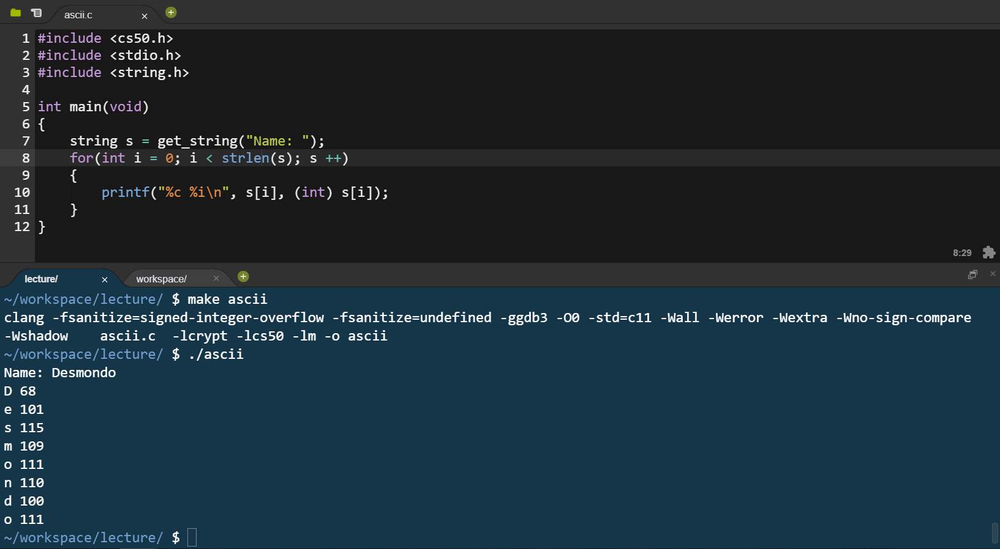 ascii.c
1 #include <cs50.h>
2 #include <stdio.h>
3 #include <string.h>
4
5 int main(void)
6 {
7     string s = get_string("Name: ");
8     for(int i = 0; i < strlen(s); s ++)
9     {
10         printf("%c %i\n", s[i], (int) s[i]);
11     }
12 }
8:29
lecture/ workspace/
~/workspace/lecture/ $ make ascii
clang -fsanitize=signed-integer-overflow -fsanitize=undefined -ggdb3 -O0 -std=c11 -Wall -Werror -Wextra -Wno-sign-compare
-Wshadow    ascii.c  -lcrypt -lcs50 -lm -o ascii
~/workspace/lecture/ $ ./ascii
Name: Desmondo
D 68
e 101
s 115
m 109
o 111
n 110
d 100
o 111
~/workspace/lecture/ $